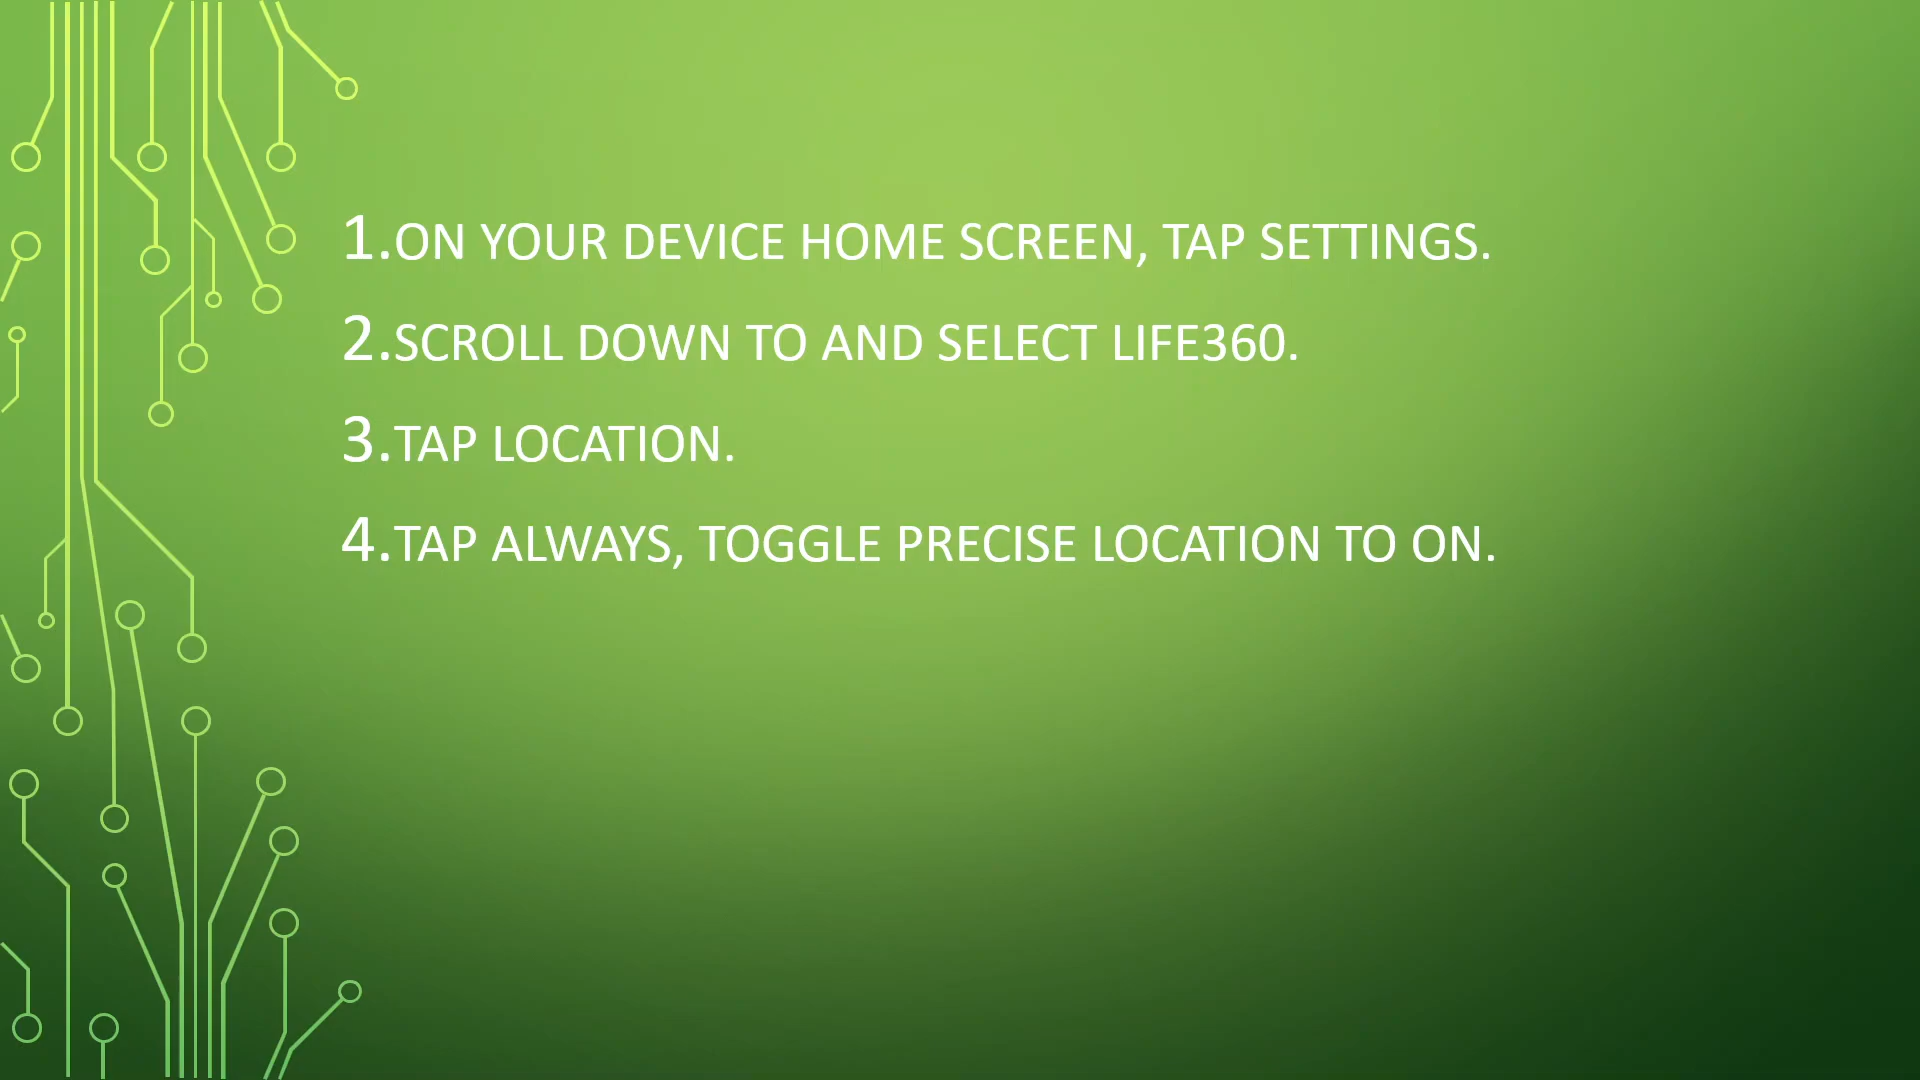 1.ON YOUR DEVICE HOME SCREEN, TAP SETTINGS.
2.SCROLL DOWN TO AND SELECT LIFE360.
3.TAP LOCATION.
4.TAP ALWAYS, TOGGLE PRECISE LOCATION TO ON.